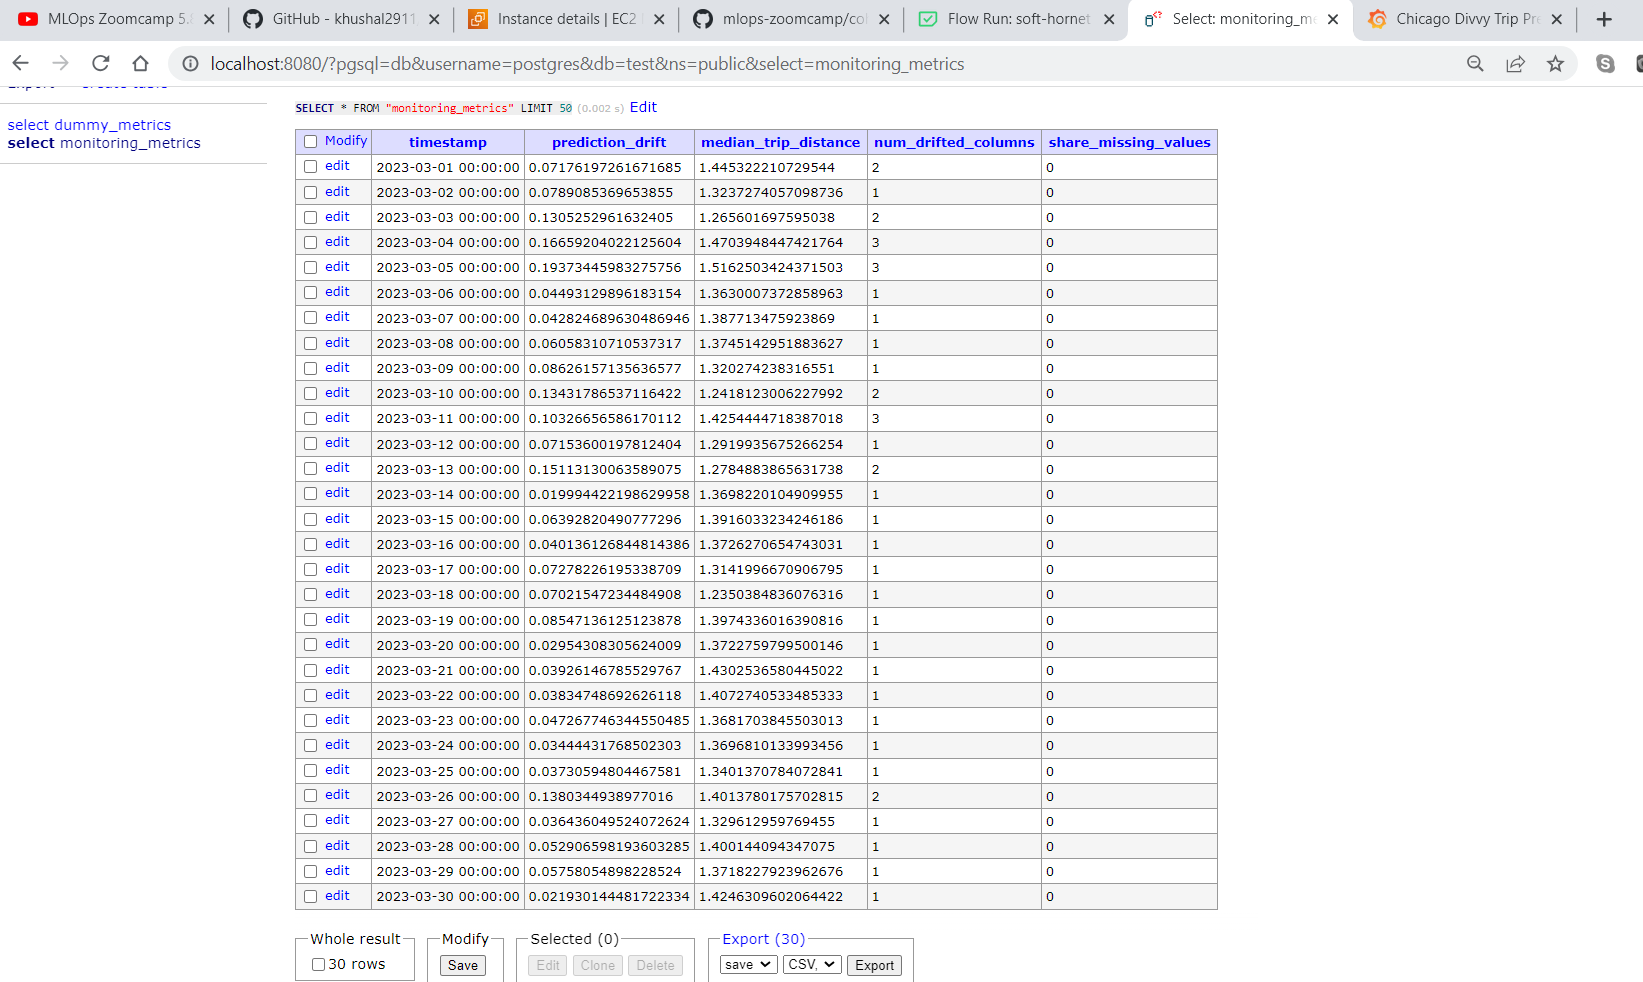 MLOps Zoomcamp 5.
GitHub - khushal2911
Instance details | EC2
mlops-zoomcamp/co
Flow Run: soft-hornet
Select: monitoring_m
Chicago Divvy Trip Pr
localhost:8080/?pgsql=db&username=postgres&db=test&ns=public&select=monitoring_metrics
SELECT * FROM "monitoring_metrics" LIMIT 50 (0.002 s) Edit
select dummy_metrics
select monitoring_metrics
Modify timestamp prediction_drift median_trip_distance num_drifted_columns share_missing_values
edit 2023-03-01 00:00:00 0.07176197261671685 1.445322210729544 2 0
edit 2023-03-02 00:00:00 0.0789085369653855 1.3237274057098736 1 0
edit 2023-03-03 00:00:00 0.1305252961632405 1.265601697595038 2 0
edit 2023-03-04 00:00:00 0.16659204022125604 1.4703948447421764 3 0
edit 2023-03-05 00:00:00 0.19373445983275756 1.5162503424371503 3 0
edit 2023-03-06 00:00:00 0.04493129896183154 1.3630007372858963 1 0
edit 2023-03-07 00:00:00 0.042824689630486946 1.387713475923869 1 0
edit 2023-03-08 00:00:00 0.06058310710537317 1.3745142951883627 1 0
edit 2023-03-09 00:00:00 0.08626157135636577 1.320274238316551 1 0
edit 2023-03-10 00:00:00 0.13431786537116422 1.2418123006227992 2 0
edit 2023-03-11 00:00:00 0.10326656586170112 1.4254444718387018 3 0
edit 2023-03-12 00:00:00 0.07153600197812404 1.2919935675266254 1 0
edit 2023-03-13 00:00:00 0.15113130063589075 1.2784883865631738 2 0
edit 2023-03-14 00:00:00 0.019994422198629958 1.3698220104909955 1 0
edit 2023-03-15 00:00:00 0.06392820490777296 1.3916033234246186 1 0
edit 2023-03-16 00:00:00 0.040136126844814386 1.3726270654743031 1 0
edit 2023-03-17 00:00:00 0.07278226195338709 1.3141996670906795 1 0
edit 2023-03-18 00:00:00 0.07021547234484908 1.2350384836076316 1 0
edit 2023-03-19 00:00:00 0.08547136125123878 1.3974336016390816 1 0
edit 2023-03-20 00:00:00 0.02954308305624009 1.3722759799500146 1 0
edit 2023-03-21 00:00:00 0.03926146785529767 1.4302536580445022 1 0
edit 2023-03-22 00:00:00 0.03834748692626118 1.4072740533485333 1 0
edit 2023-03-23 00:00:00 0.047267746344550485 1.3681703845503013 1 0
edit 2023-03-24 00:00:00 0.03444431768502303 1.3696810133993456 1 0
edit 2023-03-25 00:00:00 0.03730594804467581 1.3401370784072841 1 0
edit 2023-03-26 00:00:00 0.1380344938977016 1.4013780175702815 2 0
edit 2023-03-27 00:00:00 0.036436049524072624 1.329612959769455 1 0
edit 2023-03-28 00:00:00 0.052906598193603285 1.400144094347075 1 0
edit 2023-03-29 00:00:00 0.05758054898228524 1.3718227923962676 1 0
edit 2023-03-30 00:00:00 0.021930144481722334 1.4246309602064422 1 0
Whole result Modify Selected (0) Export (30)
30 rows Save Edit Clone Delete save CSV, Export